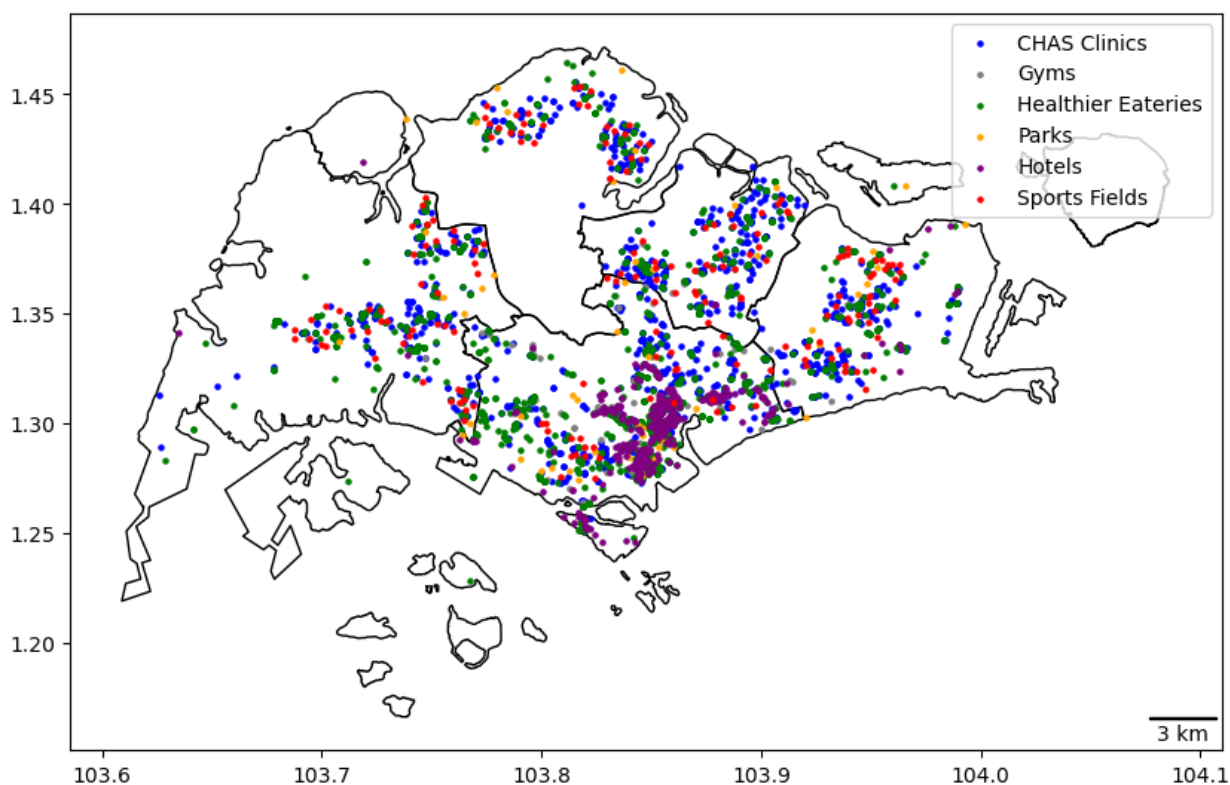 CHAS Clinics
Gyms
Healthier Eateries
Parks
Hotels
Sports Fields
1.45
1.40
1.35
1.30
1.25
1.20
3 km
103.6 103.7 103.8 103.9 104.0 104.1